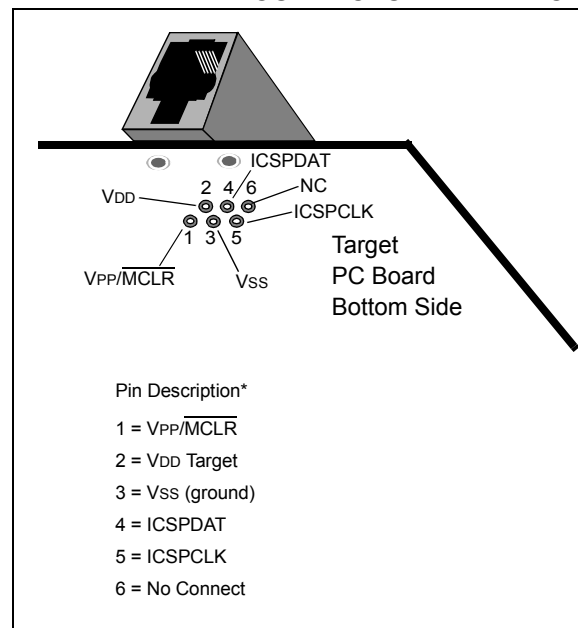 ICSPDAT
2 4 6 NC
VDD
ICSPCLK
1 3 5
Target
PC Board
Bottom Side
VPP/MCLR
Vss
Pin Description*
1 = VPP/MCLR
2 = VDD Target
3 = Vss (ground)
4 = ICSPDAT
5 = ICSPCLK
6 = No Connect